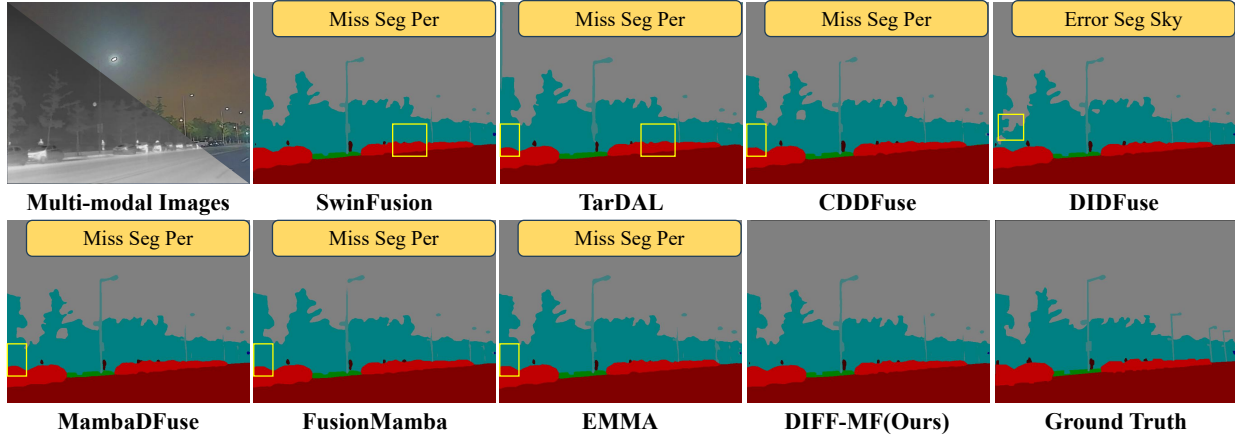 Miss Seg Per
Miss Seg Per
Miss Seg Per
Error Seg Sky
Multi-modal Images
SwinFusion
TarDAL
CDDFuse
DIDFuse
Miss Seg Per
Miss Seg Per
Miss Seg Per
MambaDFuse
FusionMamba
EMMA
DIFF-MF(Ours)
Ground Truth